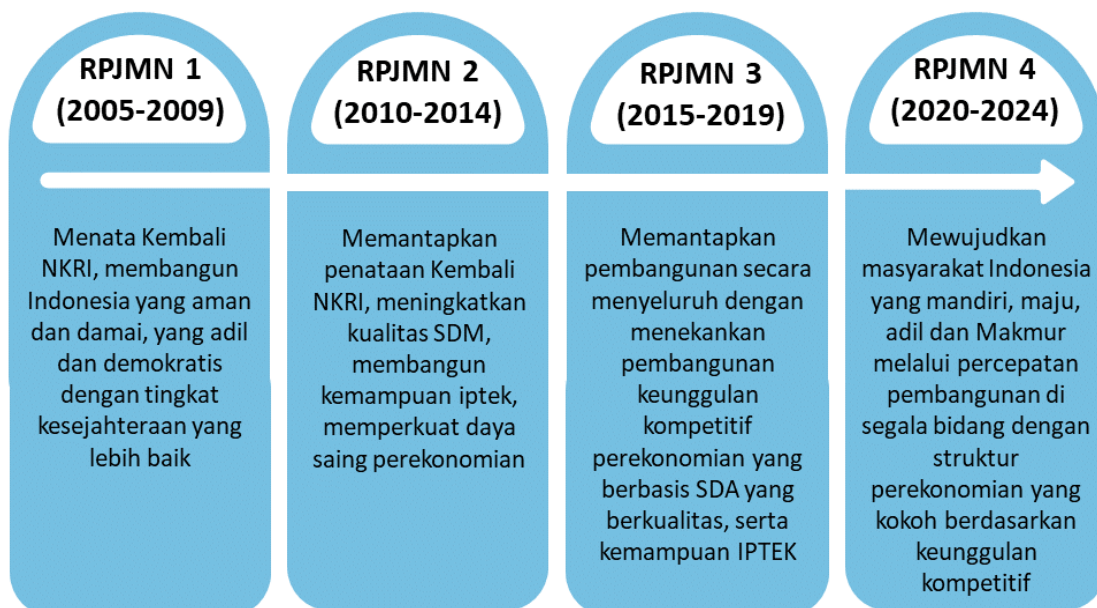 RPJMN 1
(2005-2009)
Menata Kembali
NKRI, membangun
Indonesia yang aman
dan damai, yang adil
dan demokratis
dengan tingkat
kesejahteraan yang
lebih baik
RPJMN 2
(2010-2014)
Memantapkan
penataan Kembali
NKRI, meningkatkan
kualitas SDM,
membangun
kemampuan iptek,
memperkuat daya
saing perekonomian
RPJMN 3
(2015-2019)
Memantapkan
pembangunan secara
menyeluruh dengan
menekankan
pembangunan
keunggulan
kompetitif
perekonomian yang
berbasis SDA yang
berkualitas, serta
kemampuan IPTEK
RPJMN 4
(2020-2024)
Mewujudkan
masyarakat Indonesia
yang mandiri, maju,
adil dan Makmur
melalui percepatan
pembangunan di
segala bidang dengan
struktur
perekonomian yang
kokoh berdasarkan
keunggulan
kompetitif